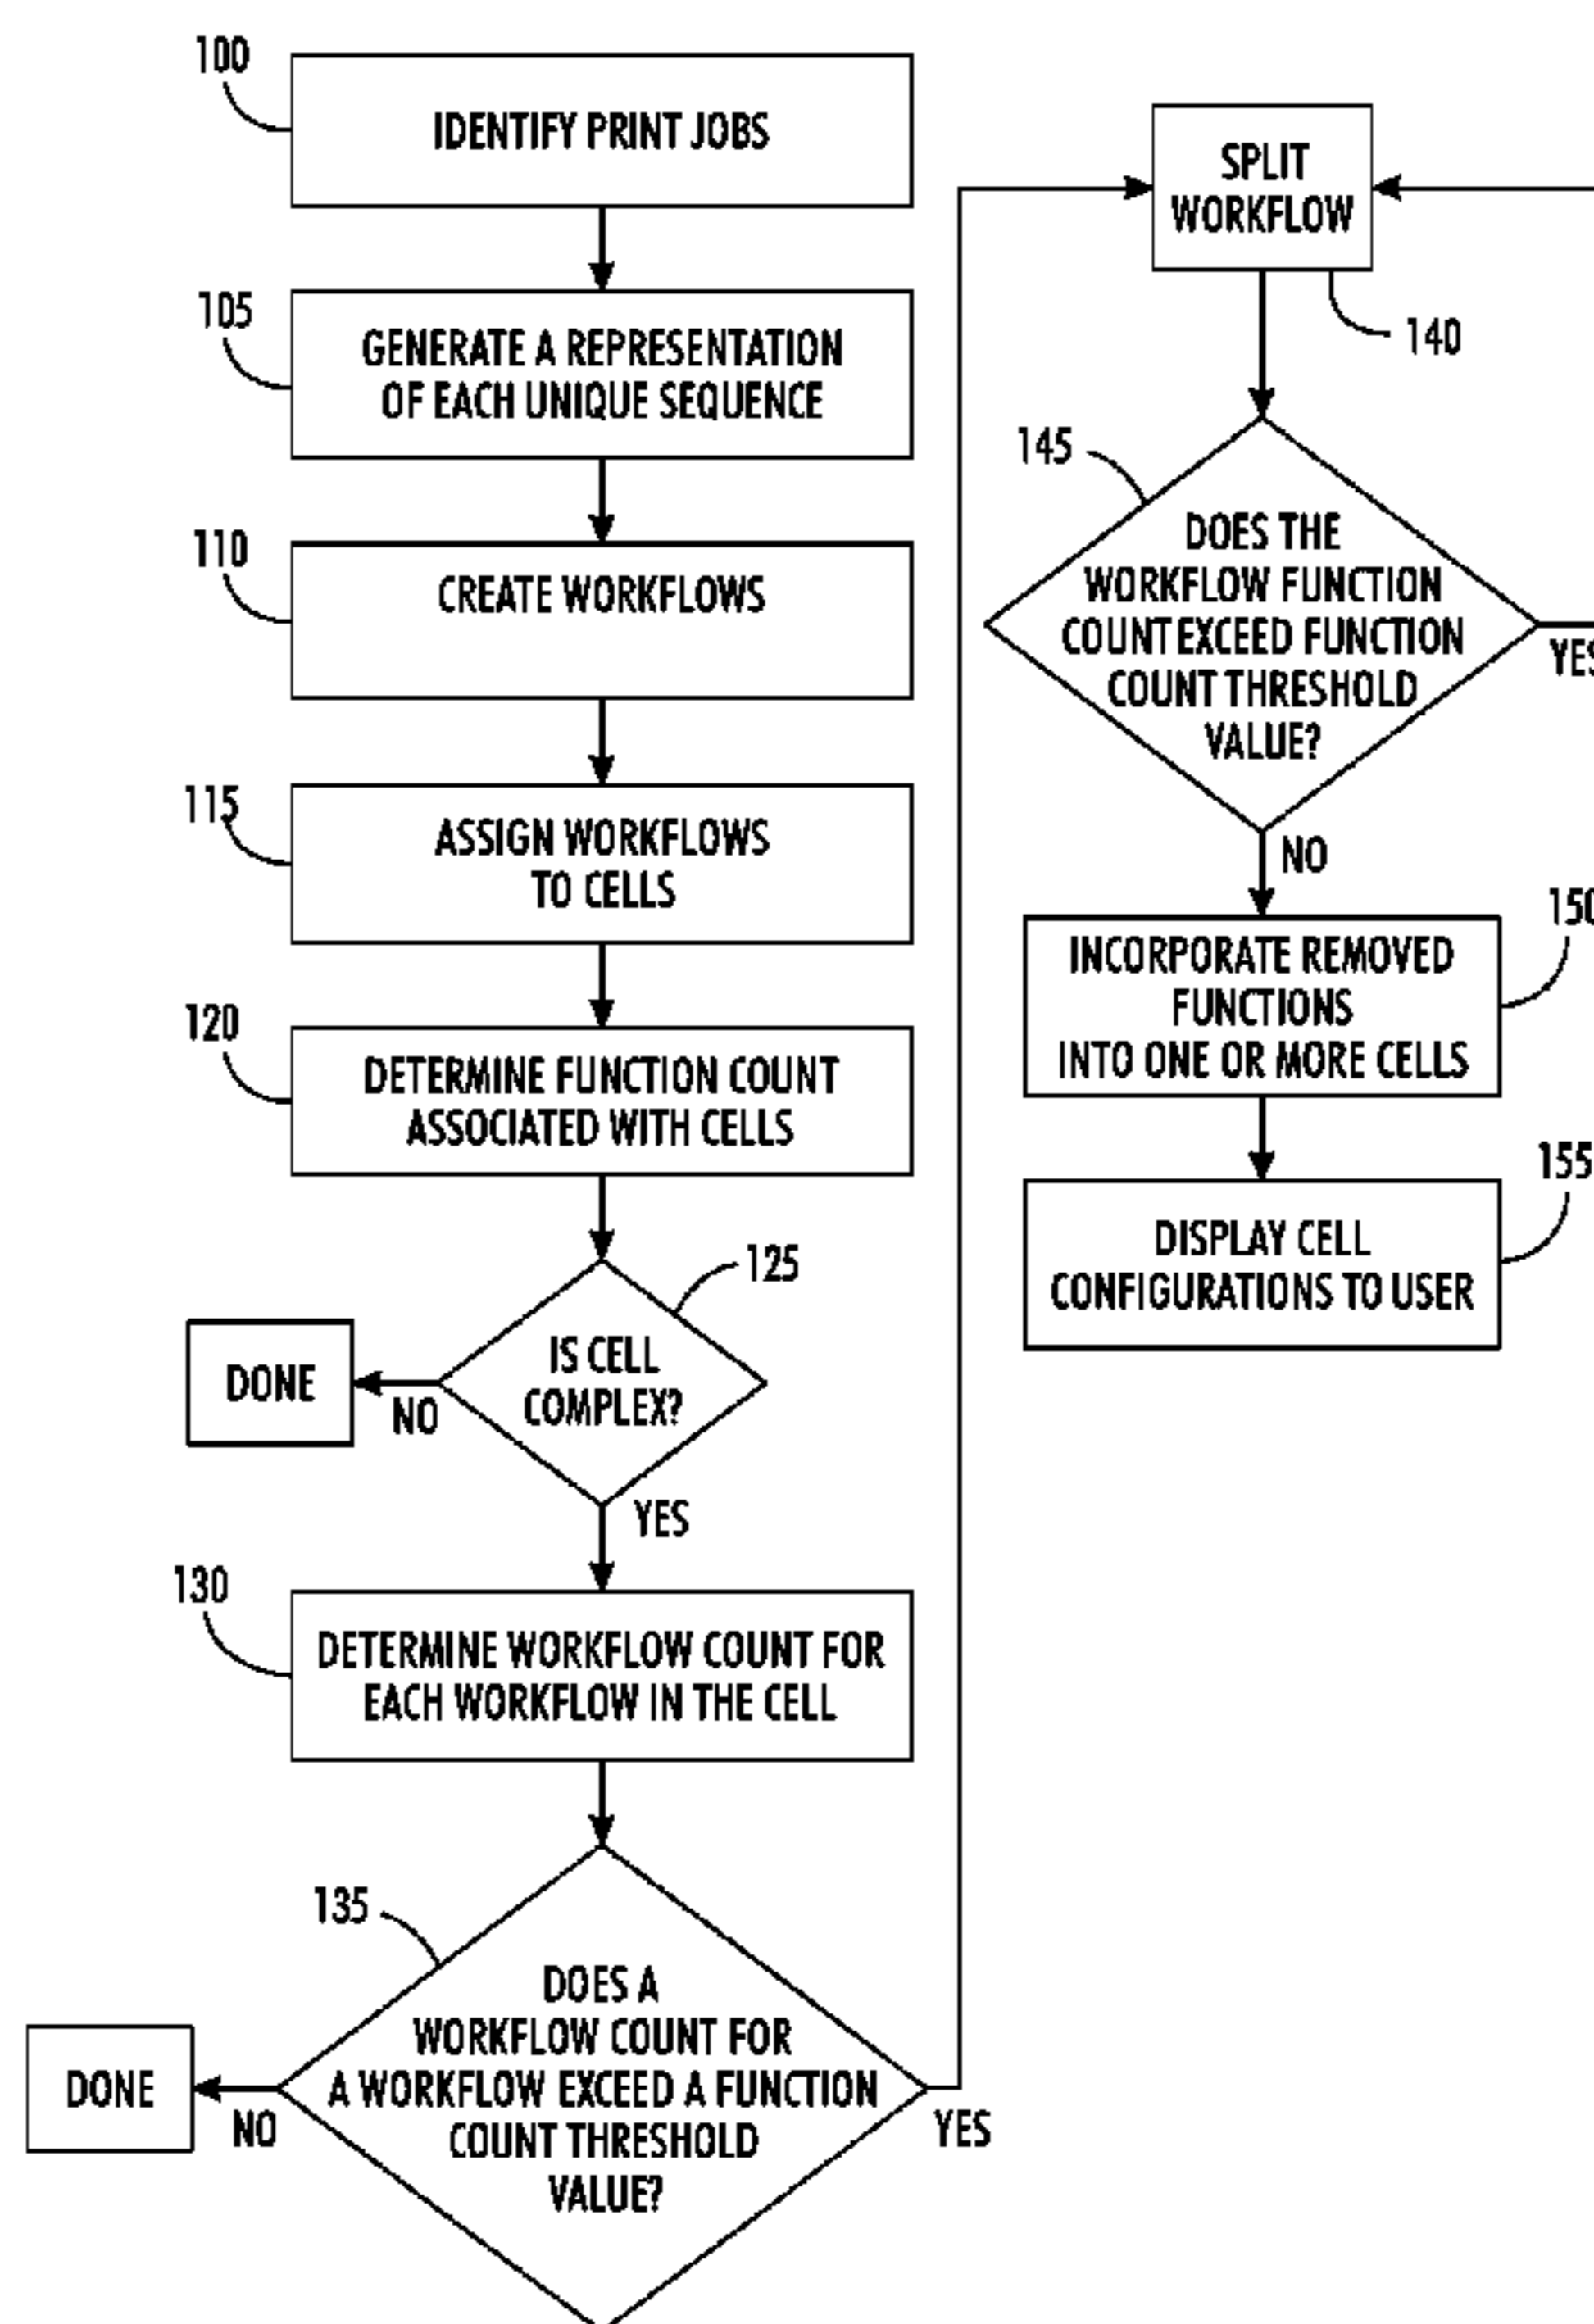 100
IDENTIFY PRINT JOBS
105
GENERATE A REPRESENTATION
OF EACH UNIQUE SEQUENCE
110
CREATE WORKFLOWS
115
ASSIGN WORKFLOWS
TO CELLS
120
DETERMINE FUNCTION COUNT
ASSOCIATED WITH CELLS
125
IS CELL
COMPLEX?
NO
DONE
YES
130
DETERMINE WORKFLOW COUNT FOR
EACH WORKFLOW IN THE CELL
135
DOES A
WORKFLOW COUNT FOR
A WORKFLOW EXCEED A FUNCTION
COUNT THRESHOLD
VALUE?
NO
DONE
YES
SPLIT
WORKFLOW
140
145
DOES THE
WORKFLOW FUNCTION
COUNT EXCEED FUNCTION
COUNT THRESHOLD
VALUE?
YES
NO
150
INCORPORATE REMOVED
FUNCTIONS
INTO ONE OR MORE CELLS
155
DISPLAY CELL
CONFIGURATIONS TO USER